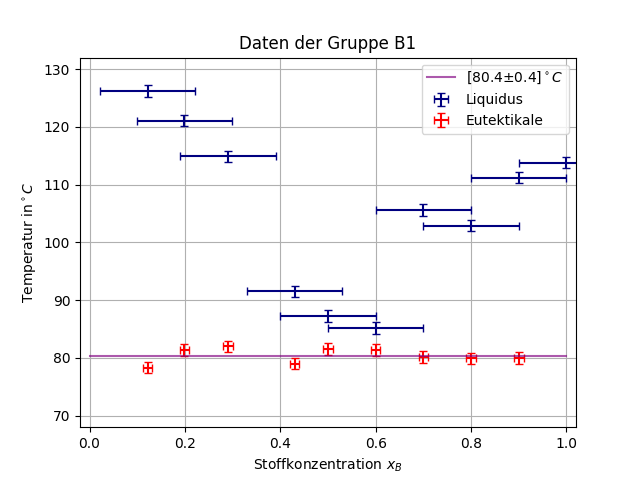 Daten der Gruppe B1
[80.4±0.4]°C
Liquidus
Eutektikale
130
120
110
100
90
80
70
Temperatur in°C
0.0 0.2 0.4 0.6 0.8 1.0
Stoffkonzentration x_B